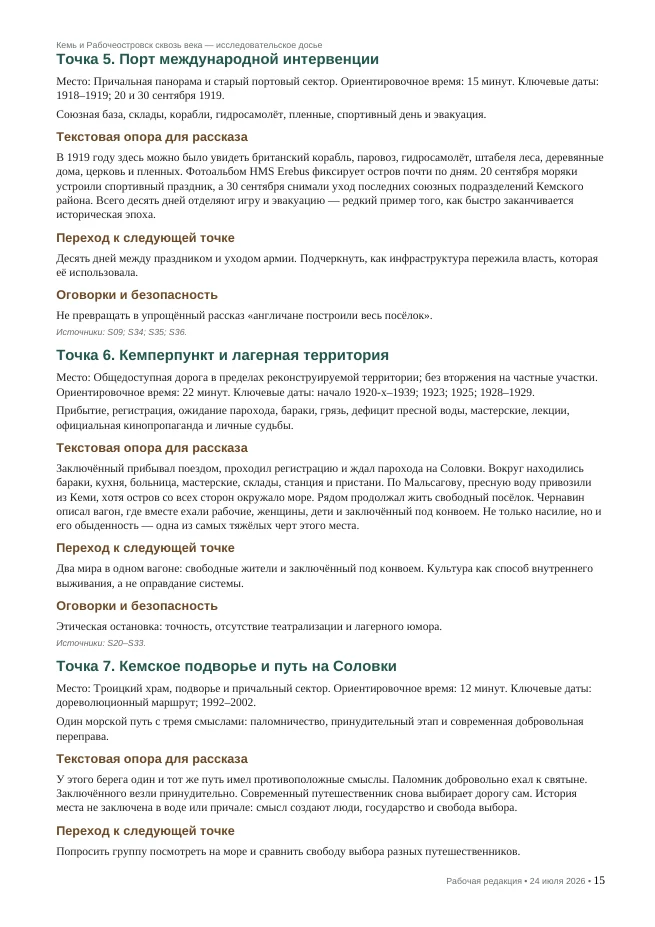 Кемь и Рабочеостровск сквозь века — исследовательское досье
Точка 5. Порт международной интервенции
Место: Причальная панорама и старый портовый сектор. Ориентировочное время: 15 минут. Ключевые даты:
1918–1919; 20 и 30 сентября 1919.
Союзная база, склады, корабли, гидросамолёт, пленные, спортивный день и эвакуация.
Текстовая опора для рассказа
В 1919 году здесь можно было увидеть британский корабль, паровоз, гидросамолёт, штабеля леса, деревянные
дома, церковь и пленных. Фотоальбом HMS Erebus фиксирует остров почти по дням. 20 сентября моряки
устроили спортивный праздник, а 30 сентября снимали уход последних союзных подразделений Кемского
района. Всего десять дней отделяют игру и эвакуацию — редкий пример того, как быстро заканчивается
историческая эпоха.
Переход к следующей точке
Десять дней между праздником и уходом армии. Подчеркнуть, как инфраструктура пережила власть, которая
её использовала.
Оговорки и безопасность
Не превращать в упрощённый рассказ «англичане построили весь посёлок».
Источники: S09; S34; S35; S36.
Точка 6. Кемперпункт и лагерная территория
Место: Общедоступная дорога в пределах реконструируемой территории; без вторжения на частные участки.
Ориентировочное время: 22 минут. Ключевые даты: начало 1920-х–1939; 1923; 1925; 1928–1929.
Прибытие, регистрация, ожидание парохода, бараки, грязь, дефицит пресной воды, мастерские, лекции,
официальная кинопропаганда и личные судьбы.
Текстовая опора для рассказа
Заключённый прибывал поездом, проходил регистрацию и ждал парохода на Соловки. Вокруг находились
бараки, кухня, больница, мастерские, склады, станция и пристани. По Мальсагову, пресную воду привозили
из Кеми, хотя остров со всех сторон окружало море. Рядом продолжал жить свободный посёлок. Чернавин
описал вагон, где вместе ехали рабочие, женщины, дети и заключённый под конвоем. Не только насилие, но и
его обыденность — одна из самых тяжёлых черт этого места.
Переход к следующей точке
Два мира в одном вагоне: свободные жители и заключённый под конвоем. Культура как способ внутреннего
выживания, а не оправдание системы.
Оговорки и безопасность
Этическая остановка: точность, отсутствие театрализации и лагерного юмора.
Источники: S20–S33.
Точка 7. Кемское подворье и путь на Соловки
Место: Троицкий храм, подворье и причальный сектор. Ориентировочное время: 12 минут. Ключевые даты:
дореволюционный маршрут; 1992–2002.
Один морской путь с тремя смыслами: паломничество, принудительный этап и современная добровольная
переправа.
Текстовая опора для рассказа
У этого берега один и тот же путь имел противоположные смыслы. Паломник добровольно ехал к святыне.
Заключённого везли принудительно. Современный путешественник снова выбирает дорогу сам. История
места не заключена в воде или причале: смысл создают люди, государство и свобода выбора.
Переход к следующей точке
Попросить группу посмотреть на море и сравнить свободу выбора разных путешественников.
Рабочая редакция • 24 июля 2026 • 15